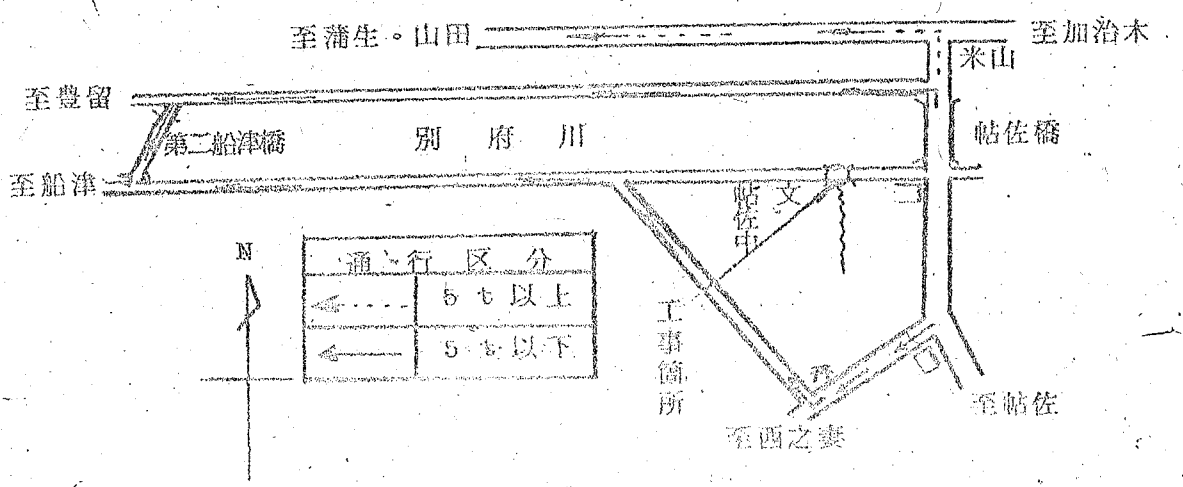 至蒲生・山田
至加治木
米山
至豊留
第二船津橋
別府川
帖佐橋
至船津
帖佐中
文
N
通行区分
5t以上
5t以下
工事箇所
至帖佐
至西之妻